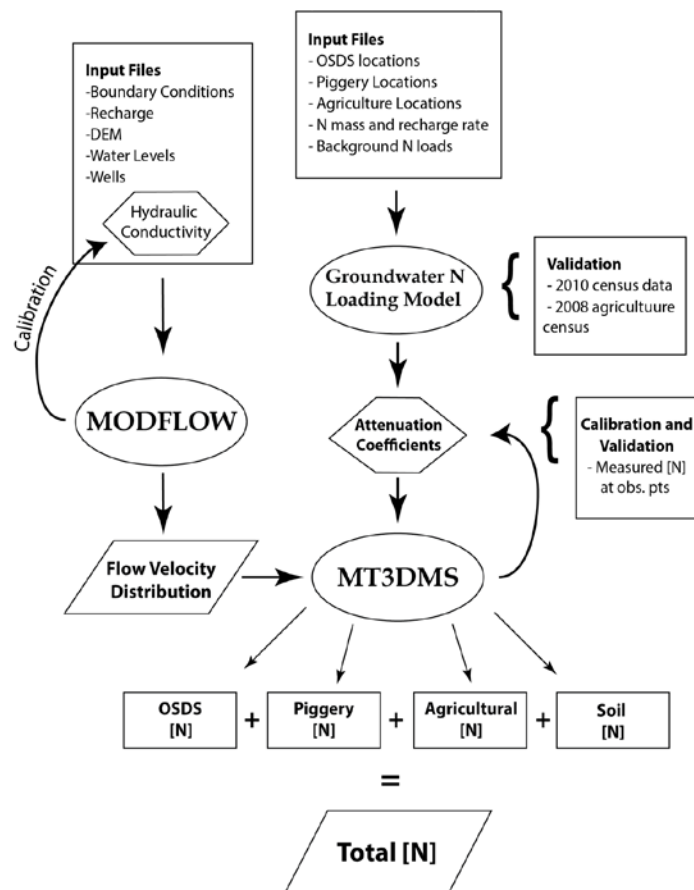 Input Files
-Boundary Conditions
-Recharge
-DEM
-Water Levels
-Wells
Hydraulic
Conductivity
Calibration
MODFLOW
Flow Velocity
Distribution
Input Files
- OSDS locations
- Piggery Locations
- Agriculture Locations
- N mass and recharge rate
- Background N loads
Groundwater N
Loading Model
{
Validation
- 2010 census data
- 2008 agricultuure
census
Attenuation
Coefficients
{
Calibration and
Validation
- Measured [N]
at obs. pts
MT3DMS
OSDS
[N]
+
Piggery
[N]
+
Agricultural
[N]
+
Soil
[N]
=
Total [N]